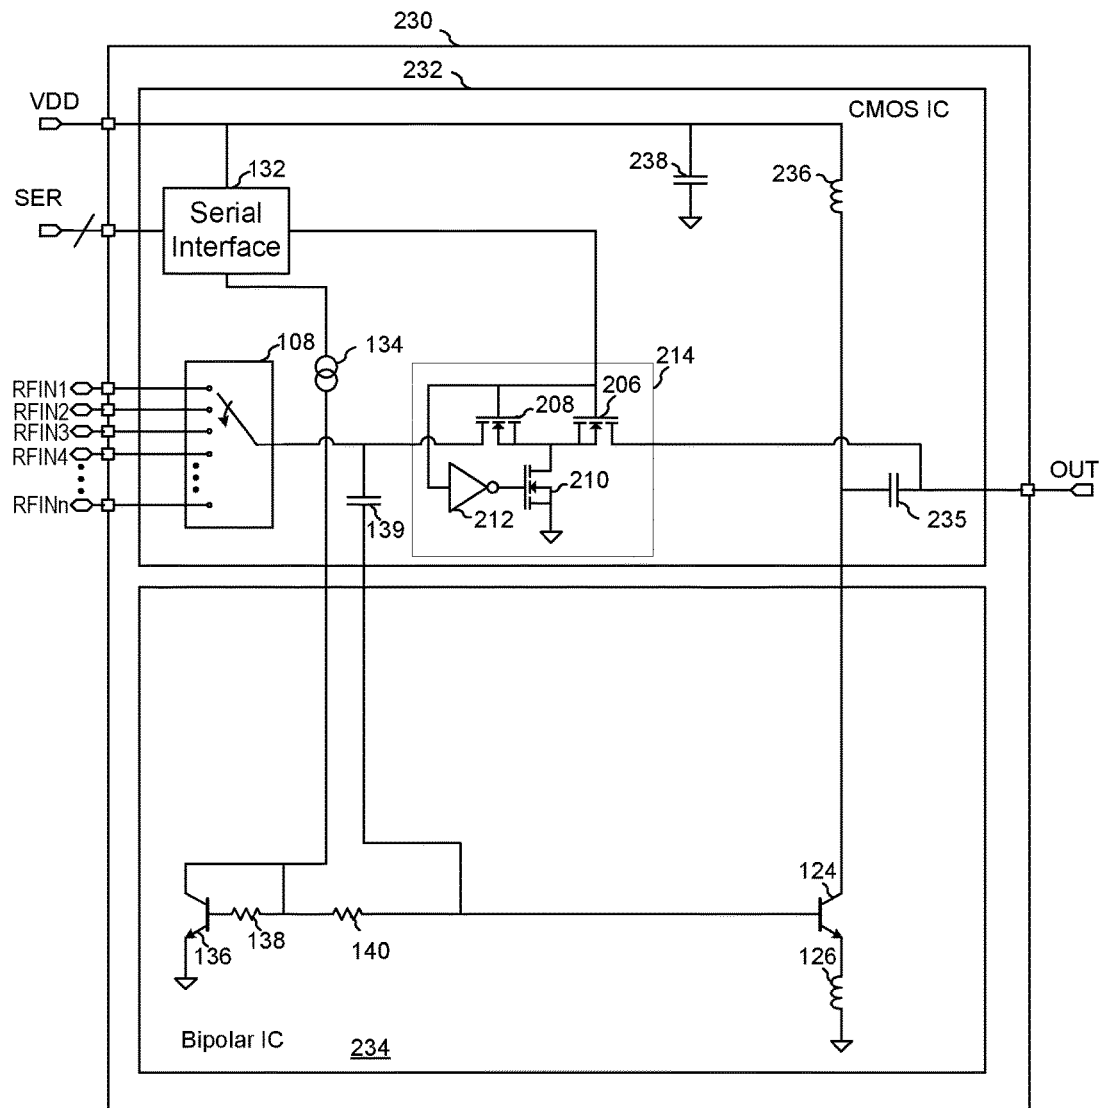 230
232
VDD
CMOS IC
132
238
236
SER
Serial
Interface
108
134
214
206
RFIN1
208
RFIN2
RFIN3
RFIN4
OUT
210
RFINn
212
139
235
124
138
136
140
126
Bipolar IC
234